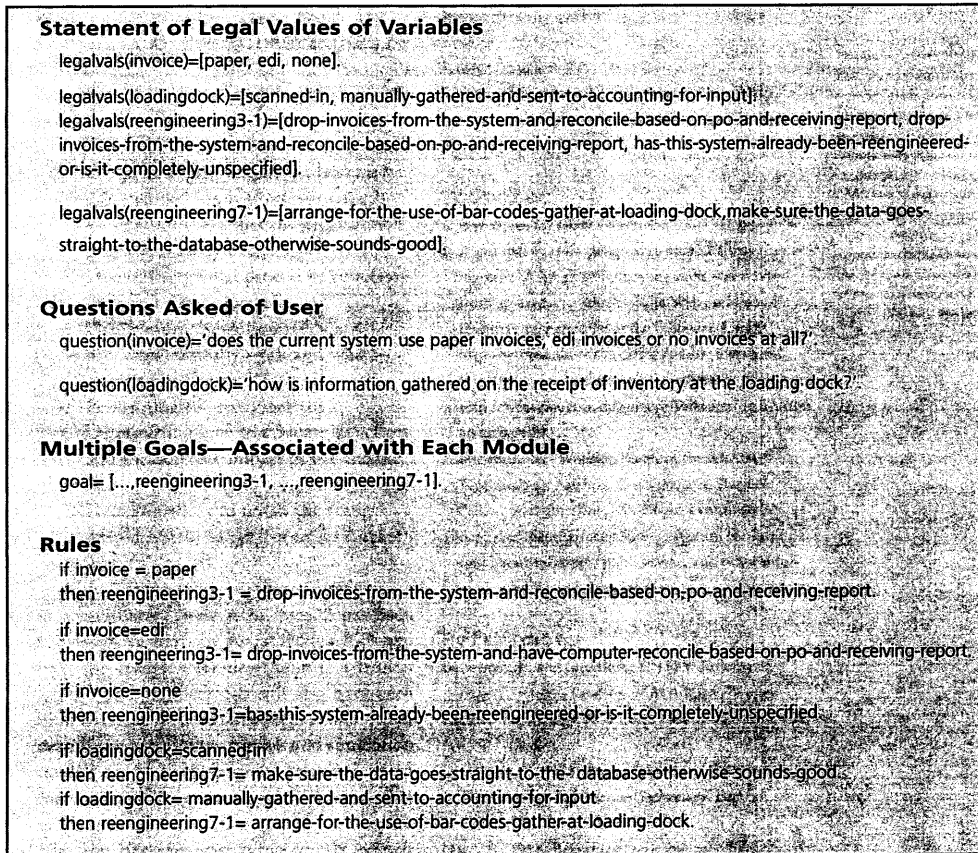 Statement of Legal Values of Variables
legalvals(invoice)=[paper, edi, none].
legalvals(loadingdock)=[scanned-in, manually-gathered-and-sent-to-accounting-for-input].
legalvals(reengineering3-1)=[drop-invoices-from-the-system-and-reconcile-based-on-po-and-receiving-report, drop-
invoices-from-the-system-and-reconcile-based-on-po-and-receiving-report, has-this-system-already-been-reengineered-
or-is-it-completely-unspecified].
legalvals(reengineering7-1)=[arrange-for-the-use-of-bar-codes-gather-at-loading-dock,make-sure-the-data-goes-
straight-to-the-database-otherwise-sounds-good].
Questions Asked of User
question(invoice)='does the current system use paper invoices, edi invoices or no invoices at all?'.
question(loadingdock)='how is information gathered on the receipt of inventory at the loading dock?'.
Multiple Goals—Associated with Each Module
goal= [...,reengineering3-1, ...,reengineering7-1].
Rules
if invoice = paper
then reengineering3-1 = drop-invoices-from-the-system-and-reconcile-based-on-po-and-receiving-report.
if invoice=edi
then reengineering3-1= drop-invoices-from-the-system-and-have-computer-reconcile-based-on-po-and-receiving-report.
if invoice=none
then reengineering3-1=has-this-system-already-been-reengineered-or-is-it-completely-unspecified.
if loadingdock=scanned-in
then reengineering7-1= make-sure-the-data-goes-straight-to-the- database-otherwise-sounds-good.
if loadingdock= manually-gathered-and-sent-to-accounting-for-input
then reengineering7-1= arrange-for-the-use-of-bar-codes-gather-at-loading-dock.